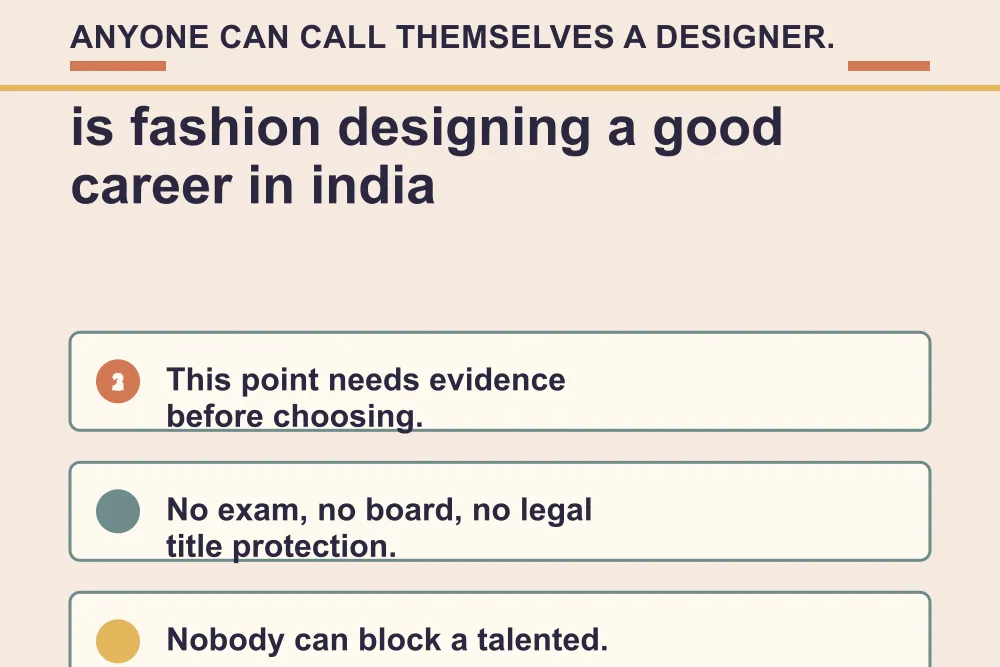 ANYONE CAN CALL THEMSELVES A DESIGNER.
is fashion designing a good
career in india
This point needs evidence
before choosing.
No exam, no board, no legal
title protection.
Nobody can block a talented.